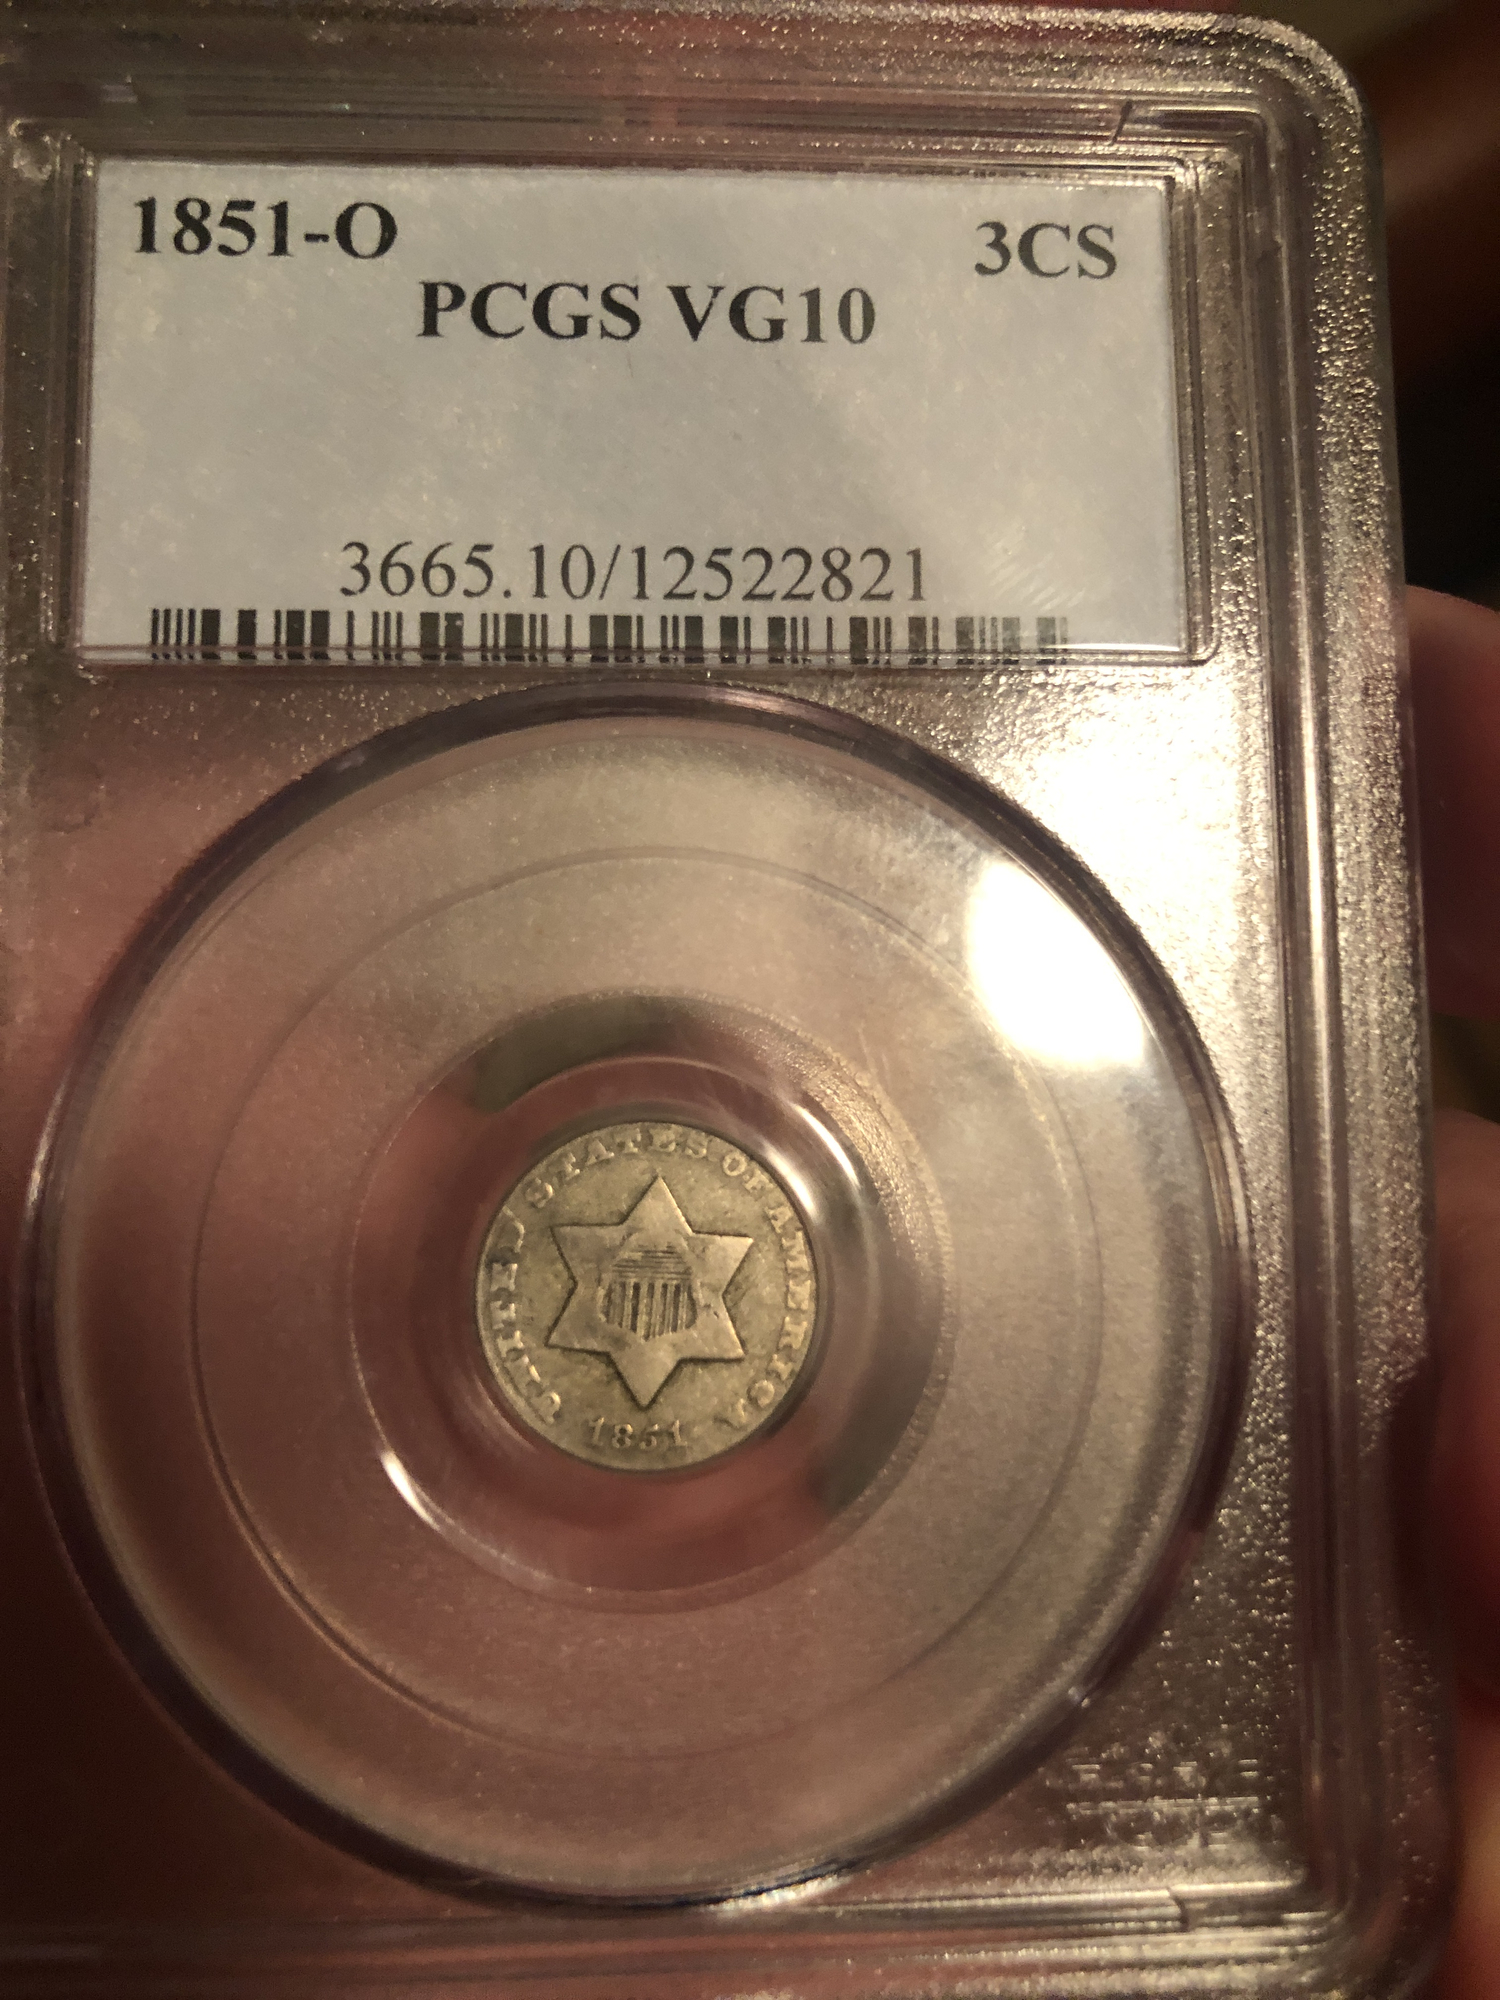 1851-O
3CS
PCGS VG10
3665.10/12522821
UNITED STATES OF AMERICA
1851